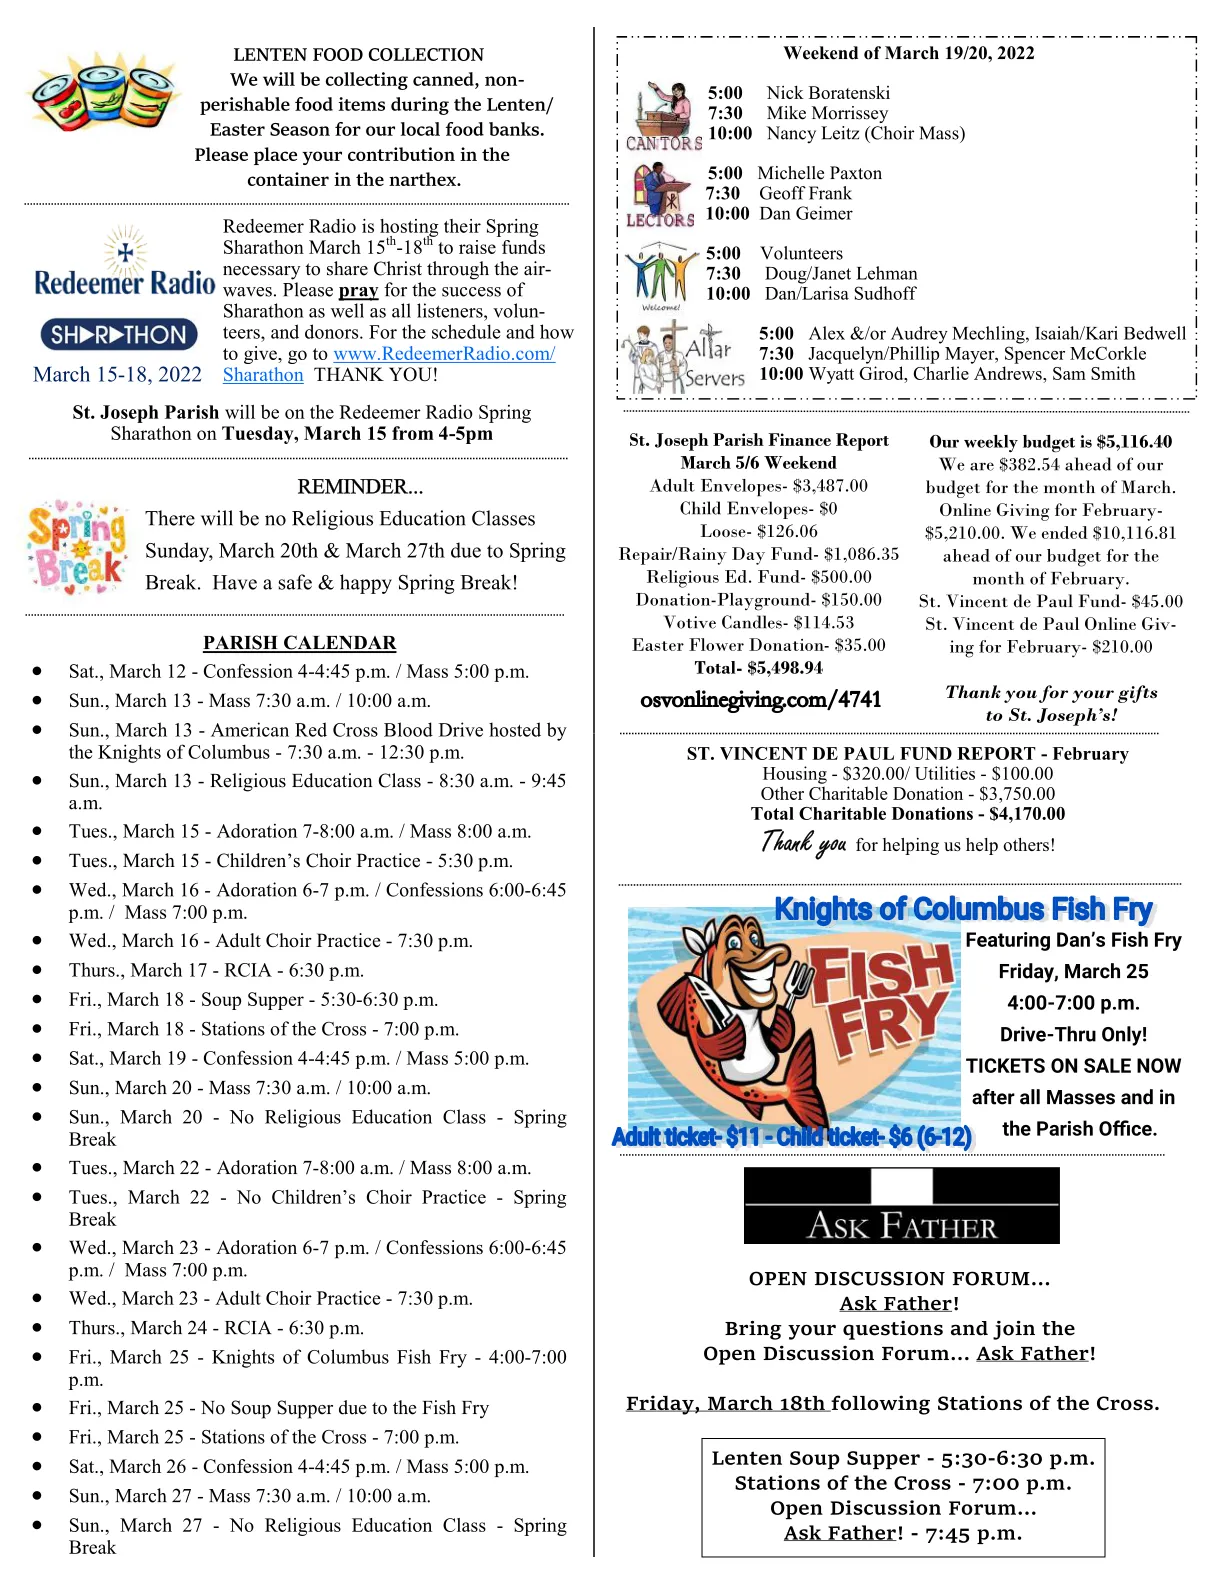 LENTEN FOOD COLLECTION
We will be collecting canned, non-
perishable food items during the Lenten/
Easter Season for our local food banks.
Please place your contribution in the
container in the narthex.
Redeemer Radio
SHARATHON
March 15-18, 2022
Redeemer Radio is hosting their Spring
Sharathon March 15th-18th to raise funds
necessary to share Christ through the air-
waves. Please pray for the success of
Sharathon as well as all listeners, volun-
teers, and donors. For the schedule and how
to give, go to www.RedeemerRadio.com/
Sharathon THANK YOU!
St. Joseph Parish will be on the Redeemer Radio Spring
Sharathon on Tuesday, March 15 from 4-5pm
REMINDER...
Spring
Break
There will be no Religious Education Classes
Sunday, March 20th & March 27th due to Spring
Break. Have a safe & happy Spring Break!
PARISH CALENDAR
• Sat., March 12 - Confession 4-4:45 p.m. / Mass 5:00 p.m.
• Sun., March 13 - Mass 7:30 a.m. / 10:00 a.m.
• Sun., March 13 - American Red Cross Blood Drive hosted by
the Knights of Columbus - 7:30 a.m. - 12:30 p.m.
• Sun., March 13 - Religious Education Class - 8:30 a.m. - 9:45
a.m.
• Tues., March 15 - Adoration 7-8:00 a.m. / Mass 8:00 a.m.
• Tues., March 15 - Children's Choir Practice - 5:30 p.m.
• Wed., March 16 - Adoration 6-7 p.m. / Confessions 6:00-6:45
p.m. / Mass 7:00 p.m.
• Wed., March 16 - Adult Choir Practice - 7:30 p.m.
• Thurs., March 17 - RCIA - 6:30 p.m.
• Fri., March 18 - Soup Supper - 5:30-6:30 p.m.
• Fri., March 18 - Stations of the Cross - 7:00 p.m.
• Sat., March 19 - Confession 4-4:45 p.m. / Mass 5:00 p.m.
• Sun., March 20 - Mass 7:30 a.m. / 10:00 a.m.
• Sun., March 20 - No Religious Education Class - Spring
Break
• Tues., March 22 - Adoration 7-8:00 a.m. / Mass 8:00 a.m.
• Tues., March 22 - No Children's Choir Practice - Spring
Break
• Wed., March 23 - Adoration 6-7 p.m. / Confessions 6:00-6:45
p.m. / Mass 7:00 p.m.
• Wed., March 23 - Adult Choir Practice - 7:30 p.m.
• Thurs., March 24 - RCIA - 6:30 p.m.
• Fri., March 25 - Knights of Columbus Fish Fry - 4:00-7:00
p.m.
• Fri., March 25 - No Soup Supper due to the Fish Fry
• Fri., March 25 - Stations of the Cross - 7:00 p.m.
• Sat., March 26 - Confession 4-4:45 p.m. / Mass 5:00 p.m.
• Sun., March 27 - Mass 7:30 a.m. / 10:00 a.m.
• Sun., March 27 - No Religious Education Class - Spring
Break
Weekend of March 19/20, 2022
CANTORS
5:00 Nick Boratenski
7:30 Mike Morrissey
10:00 Nancy Leitz (Choir Mass)
LECTORS
5:00 Michelle Paxton
7:30 Geoff Frank
10:00 Dan Geimer
Welcome!
5:00 Volunteers
7:30 Doug/Janet Lehman
10:00 Dan/Larisa Sudhoff
Altar
Servers
5:00 Alex &/or Audrey Mechling, Isaiah/Kari Bedwell
7:30 Jacquelyn/Phillip Mayer, Spencer McCorkle
10:00 Wyatt Girod, Charlie Andrews, Sam Smith
St. Joseph Parish Finance Report
March 5/6 Weekend
Adult Envelopes- $3,487.00
Child Envelopes- $0
Loose- $126.06
Repair/Rainy Day Fund- $1,086.35
Religious Ed. Fund- $500.00
Donation-Playground- $150.00
Votive Candles- $114.53
Easter Flower Donation- $35.00
Total- $5,498.94
osvonlinegiving.com/4741
Our weekly budget is $5,116.40
We are $382.54 ahead of our
budget for the month of March.
Online Giving for February-
$5,210.00. We ended $10,116.81
ahead of our budget for the
month of February.
St. Vincent de Paul Fund- $45.00
St. Vincent de Paul Online Giv-
ing for February- $210.00
Thank you for your gifts
to St. Joseph's!
ST. VINCENT DE PAUL FUND REPORT - February
Housing - $320.00/ Utilities - $100.00
Other Charitable Donation - $3,750.00
Total Charitable Donations - $4,170.00
Thank you for helping us help others!
Knights of Columbus Fish Fry
FISH
FRY
Featuring Dan's Fish Fry
Friday, March 25
4:00-7:00 p.m.
Drive-Thru Only!
TICKETS ON SALE NOW
after all Masses and in
the Parish Office.
Adult ticket- $11 - Child ticket- $6 (6-12)
ASK FATHER
OPEN DISCUSSION FORUM...
Ask Father!
Bring your questions and join the
Open Discussion Forum... Ask Father!
Friday, March 18th following Stations of the Cross.
Lenten Soup Supper - 5:30-6:30 p.m.
Stations of the Cross - 7:00 p.m.
Open Discussion Forum...
Ask Father! - 7:45 p.m.